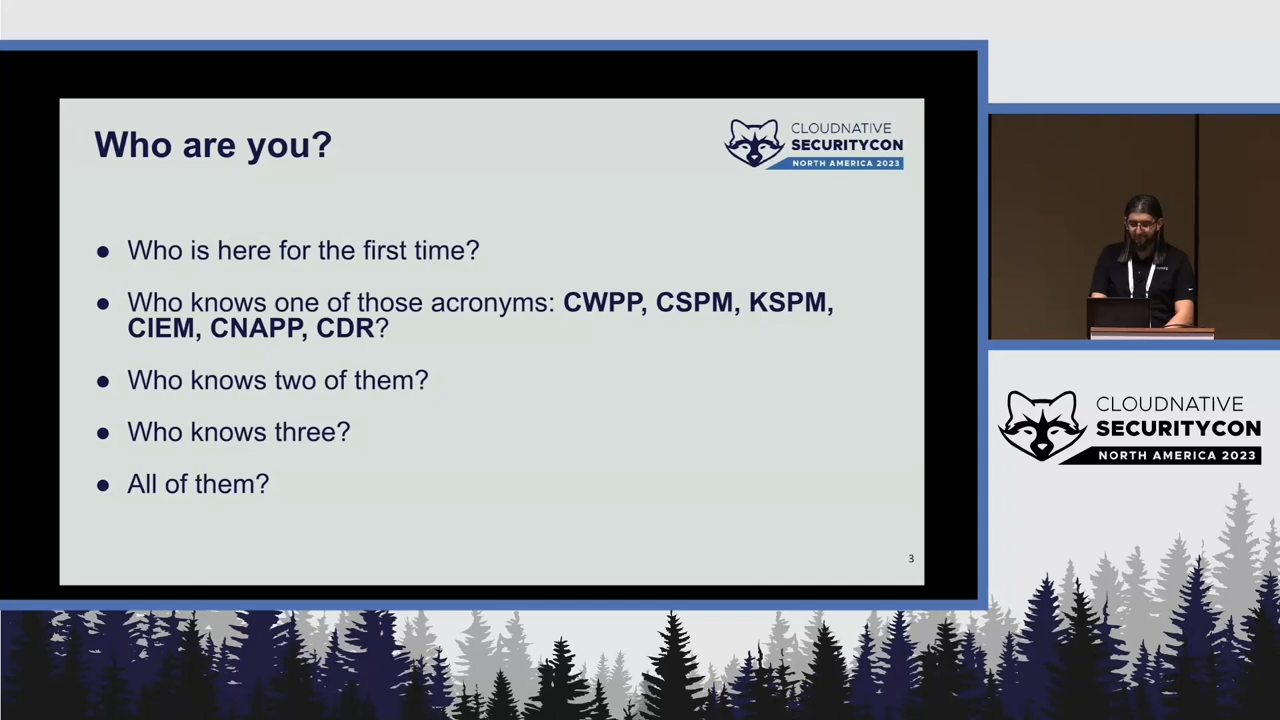 Who are you?
CLOUDNATIVE
SECURITYCON
NORTH AMERICA 2023
● Who is here for the first time?
● Who knows one of those acronyms: CWPP, CSPM, KSPM,
CIEM, CNAPP, CDR?
● Who knows two of them?
● Who knows three?
● All of them?
3
CLOUDNATIVE
SECURITYCON
NORTH AMERICA 2023